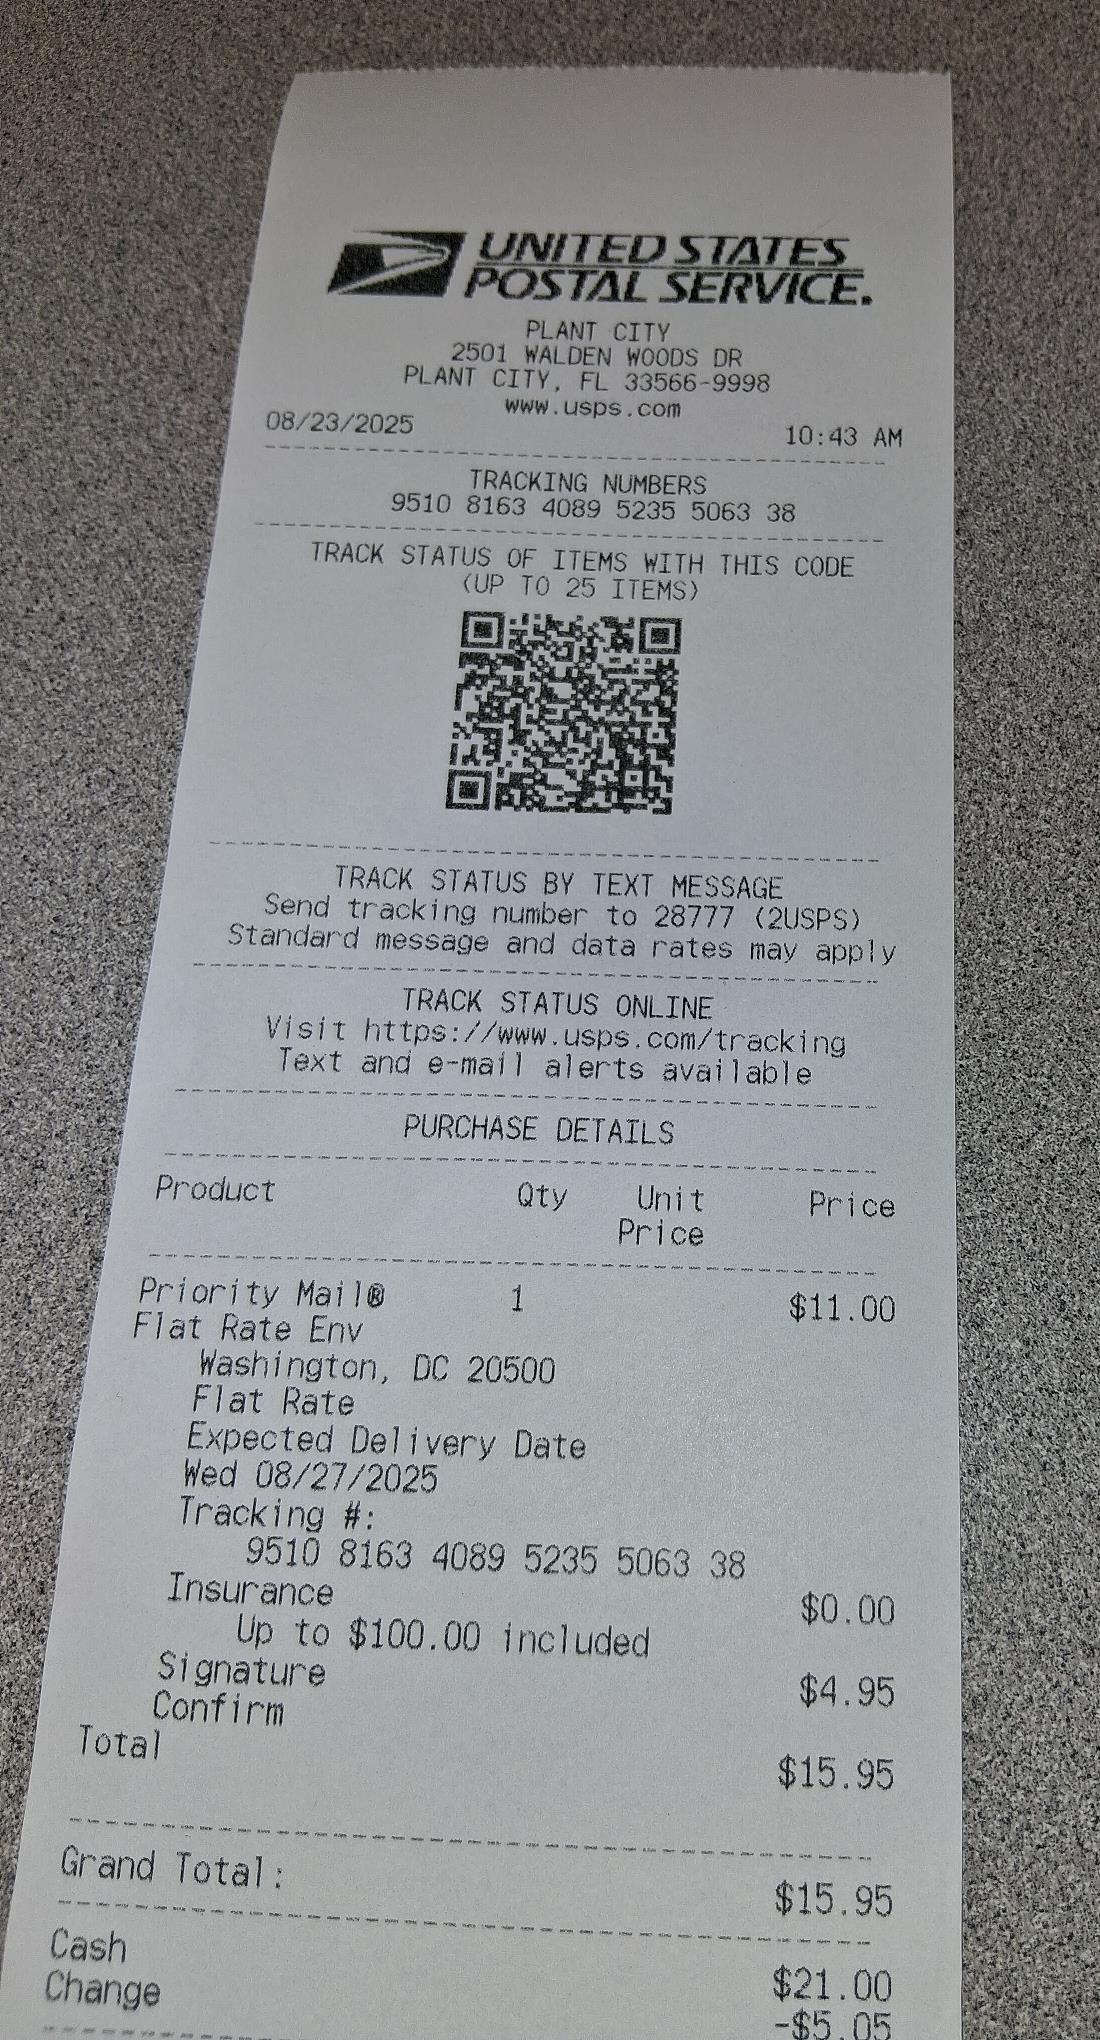 UNITED STATES
POSTAL SERVICE.
PLANT CITY
2501 WALDEN WOODS DR
PLANT CITY, FL 33566-9998
www.usps.com
08/23/2025 10:43 AM
TRACKING NUMBERS
9510 8163 4089 5235 5063 38
TRACK STATUS OF ITEMS WITH THIS CODE
(UP TO 25 ITEMS)
TRACK STATUS BY TEXT MESSAGE
Send tracking number to 28777 (2USPS)
Standard message and data rates may apply
TRACK STATUS ONLINE
Visit https://www.usps.com/tracking
Text and e-mail alerts available
PURCHASE DETAILS
Product Qty Unit Price
Price
Priority Mail® 1 $11.00
Flat Rate Env
Washington, DC 20500
Flat Rate
Expected Delivery Date
Wed 08/27/2025
Tracking #:
9510 8163 4089 5235 5063 38
Insurance $0.00
Up to $100.00 included
Signature $4.95
Confirm
Total $15.95
Grand Total: $15.95
Cash $21.00
Change -$5.05